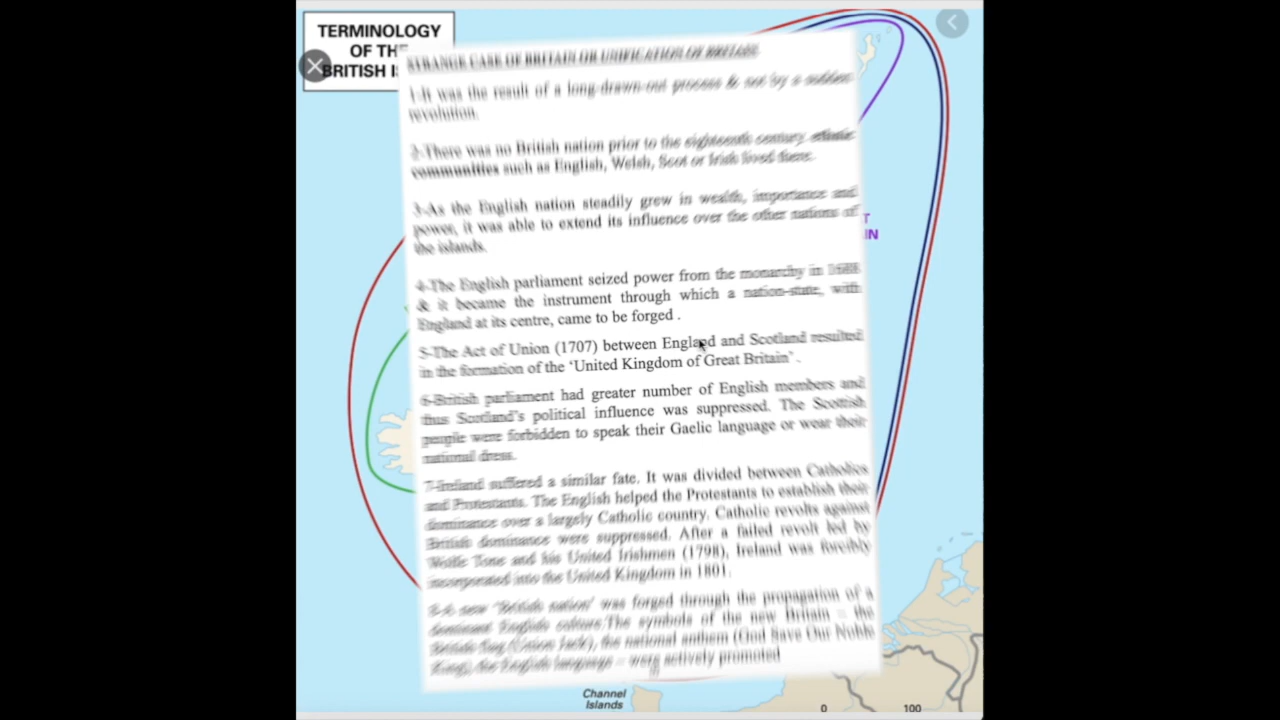 TERMINOLOGY
OF THE
BRITISH I
STRANGE CASE OF BRITAIN OR UNIFICATION OF BRITAIN
1-It was the result of a long-drawn-out process & not by a sudden
revolution.
2-There was no British nation prior to the eighteenth century, ethnic
communities such as English, Welsh, Scot or Irish lived there.
3-As the English nation steadily grew in wealth, importance and
power, it was able to extend its influence over the other nations of
the islands.
4-The English parliament seized power from the monarchy in 1688
& it became the instrument through which a nation-state, with
England at its centre, came to be forged .
5-The Act of Union (1707) between England and Scotland resulted
in the formation of the ‘United Kingdom of Great Britain’ .
6-British parliament had greater number of English members and
thus Scotland’s political influence was suppressed. The Scottish
people were forbidden to speak their Gaelic language or wear their
national dress.
7-Ireland suffered a similar fate. It was divided between Catholics
and Protestants. The English helped the Protestants to establish their
dominance over a largely Catholic country. Catholic revolts against
British dominance were suppressed. After a failed revolt led by
Wolfe Tone and his United Irishmen (1798), Ireland was forcibly
incorporated into the United Kingdom in 1801.
8-A new ‘British nation’ was forged through the propagation of a
dominant English culture.The symbols of the new Britain – the
British flag (Union Jack), the national anthem (God Save Our Noble
King), the English language – were actively promoted
T
IN
Channel
Islands
0 100